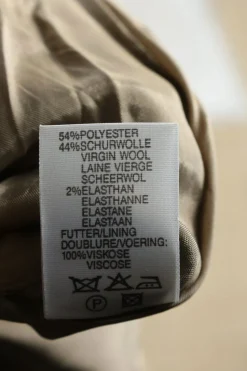 54%POLYESTER
44%SCHURWOLLE
VIRGIN WOOL
LAINE VIERGE
SCHEERWOL
2%ELASTHAN
ELASTHANNE
ELASTANE
ELASTAAN
FUTTER/LINING
DOUBLURE/VOERING:
100%VISKOSE
VISCOSE
P